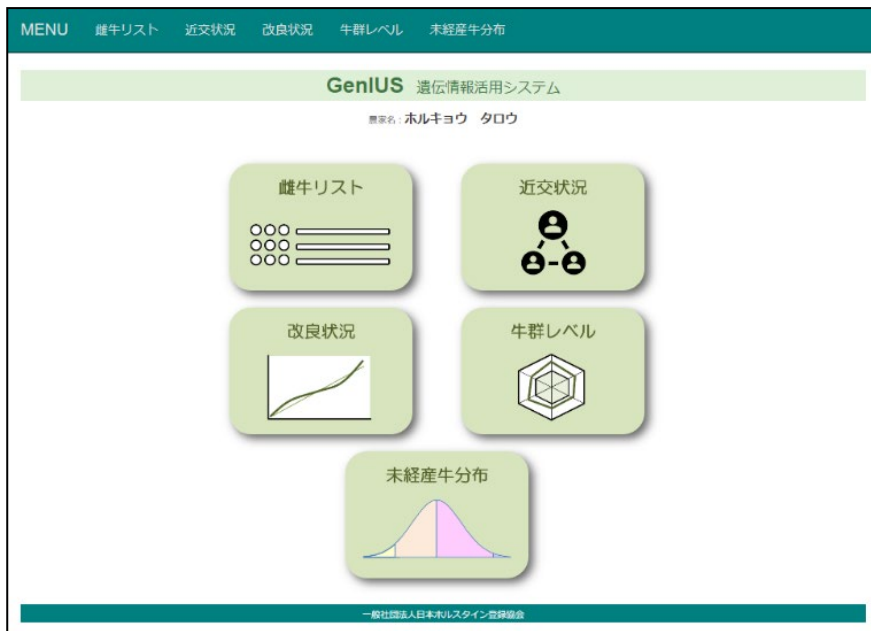 MENU 雌牛リスト 近交状況 改良状況 牛群レベル 未経産牛分布
GenIUS 遺伝情報活用システム
農家名：ホルキョウ　タロウ
雌牛リスト
近交状況
改良状況
牛群レベル
未経産牛分布
一般社団法人日本ホルスタイン登録協会